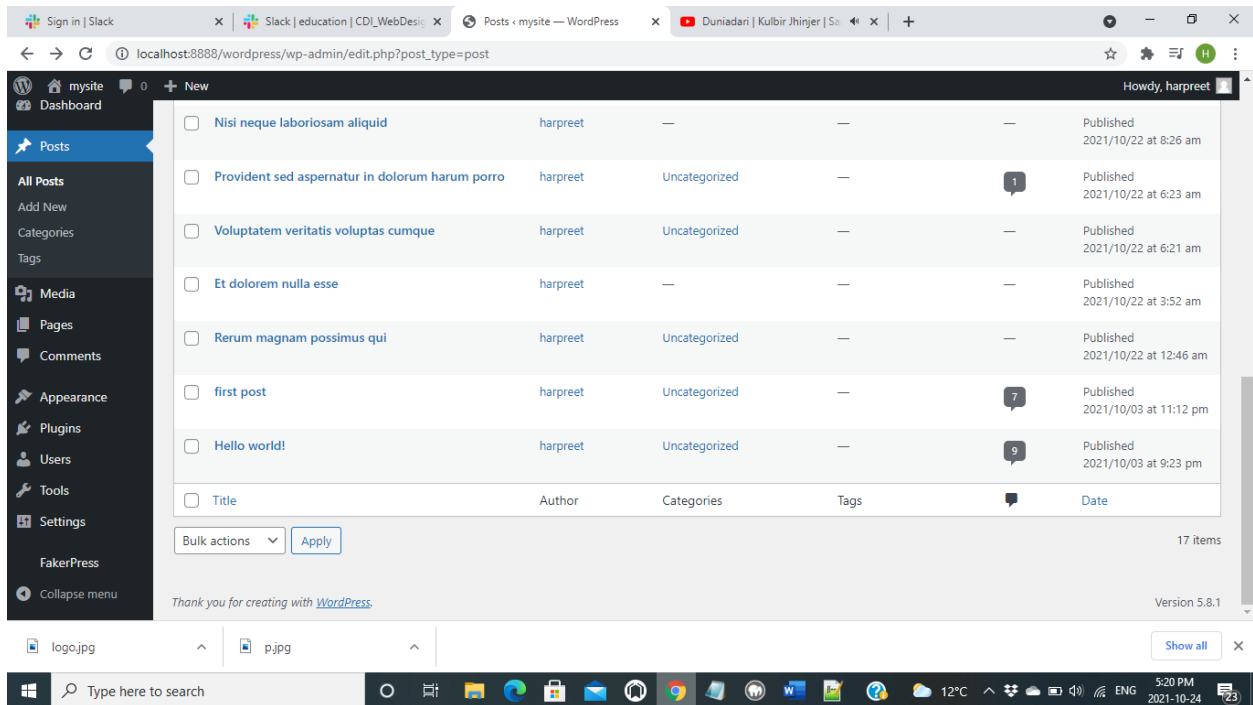 Sign in | Slack
Slack | education | CDI_WebDesig
Posts ‹ mysite — WordPress
Duniadari | Kulbir Jhinjer | Sa
localhost:8888/wordpress/wp-admin/edit.php?post_type=post
H
mysite 0 New Howdy, harpreet
Dashboard
Posts
All Posts
Add New
Categories
Tags
Media
Pages
Comments
Appearance
Plugins
Users
Tools
Settings
FakerPress
Collapse menu
Nisi neque laboriosam aliquid harpreet — — — Published
2021/10/22 at 8:26 am
Provident sed aspernatur in dolorum harum porro harpreet Uncategorized — 1 Published
2021/10/22 at 6:23 am
Voluptatem veritatis voluptas cumque harpreet Uncategorized — — Published
2021/10/22 at 6:21 am
Et dolorem nulla esse harpreet — — — Published
2021/10/22 at 3:52 am
Rerum magnam possimus qui harpreet Uncategorized — — Published
2021/10/22 at 12:46 am
first post harpreet Uncategorized — 7 Published
2021/10/03 at 11:12 pm
Hello world! harpreet Uncategorized — 9 Published
2021/10/03 at 9:23 pm
Title Author Categories Tags Date
Bulk actions Apply 17 items
Thank you for creating with WordPress. Version 5.8.1
logo.jpg p.jpg Show all
Type here to search 12°C ENG 5:20 PM
2021-10-24 23